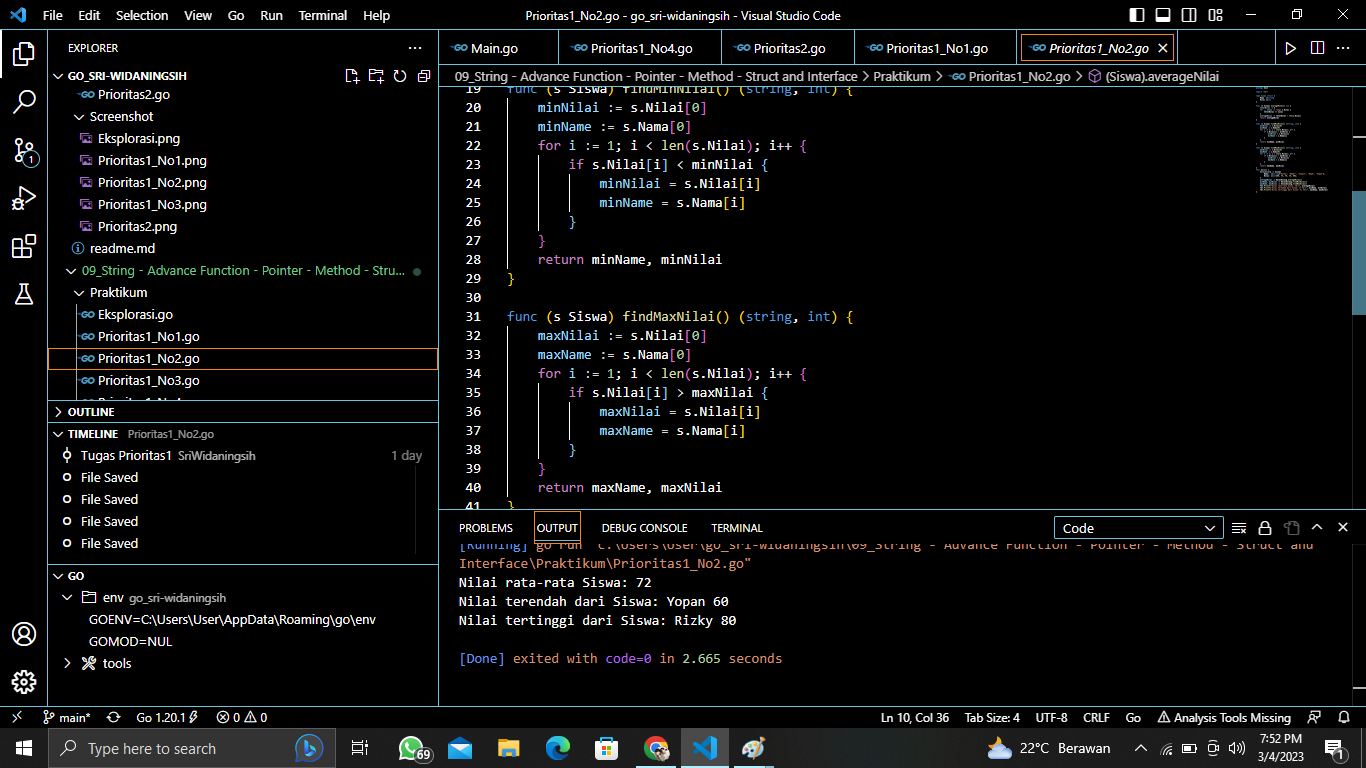 File Edit Selection View Go Run Terminal Help
Prioritas1_No2.go - go_sri-widaningsih - Visual Studio Code
EXPLORER
GO_SRI-WIDANINGSIH
Prioritas2.go
Screenshot
Eksplorasi.png
Prioritas1_No1.png
Prioritas1_No2.png
Prioritas1_No3.png
Prioritas2.png
readme.md
09_String - Advance Function - Pointer - Method - Stru...
Praktikum
Eksplorasi.go
Prioritas1_No1.go
Prioritas1_No2.go
Prioritas1_No3.go
OUTLINE
TIMELINE Prioritas1_No2.go
Tugas Prioritas1 SriWidaningsih 1 day
File Saved
File Saved
File Saved
File Saved
GO
env go_sri-widaningsih
GOENV=C:\Users\User\AppData\Roaming\go\env
GOMOD=NUL
tools
Main.go
Prioritas1_No4.go
Prioritas2.go
Prioritas1_No1.go
Prioritas1_No2.go
09_String - Advance Function - Pointer - Method - Struct and Interface > Praktikum > Prioritas1_No2.go > (Siswa).averageNilai
19 func (s Siswa) findMinNilai() (string, int) {
20 minNilai := s.Nilai[0]
21 minName := s.Nama[0]
22 for i := 1; i < len(s.Nilai); i++ {
23 if s.Nilai[i] < minNilai {
24 minNilai = s.Nilai[i]
25 minName = s.Nama[i]
26 }
27 }
28 return minName, minNilai
29 }
30
31 func (s Siswa) findMaxNilai() (string, int) {
32 maxNilai := s.Nilai[0]
33 maxName := s.Nama[0]
34 for i := 1; i < len(s.Nilai); i++ {
35 if s.Nilai[i] > maxNilai {
36 maxNilai = s.Nilai[i]
37 maxName = s.Nama[i]
38 }
39 }
40 return maxName, maxNilai
41 }
PROBLEMS OUTPUT DEBUG CONSOLE TERMINAL
Code
[Running] go run "c:\Users\User\go_sri-widaningsih\09_String - Advance Function - Pointer - Method - Struct and
Interface\Praktikum\Prioritas1_No2.go"
Nilai rata-rata Siswa: 72
Nilai terendah dari Siswa: Yopan 60
Nilai tertinggi dari Siswa: Rizky 80
[Done] exited with code=0 in 2.665 seconds
1
main* Go 1.20.1 0 0
Ln 10, Col 36 Tab Size: 4 UTF-8 CRLF Go Analysis Tools Missing
Type here to search
69
22°C Berawan
7:52 PM
3/4/2023
1